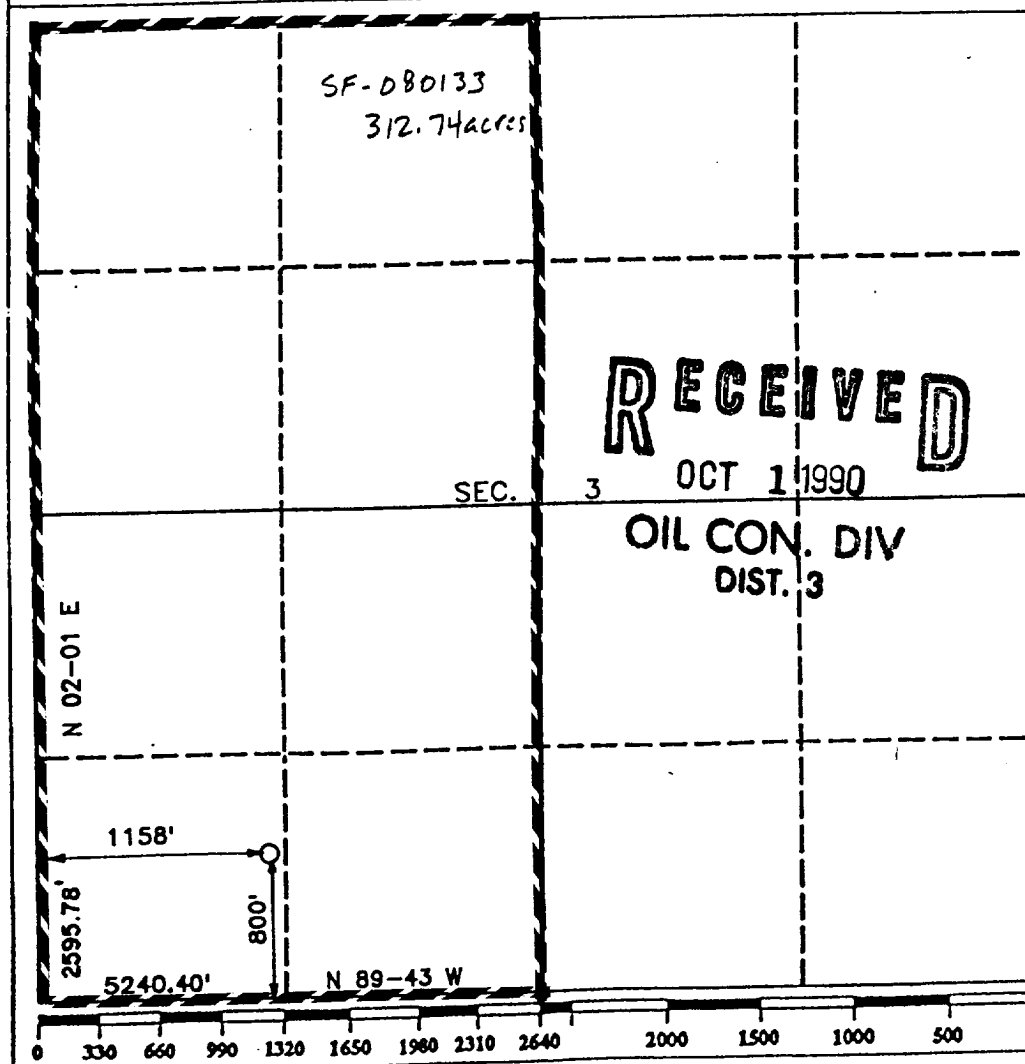 SF-080133
312.74acres
RECEIVED
SEC. 3
OCT 1 1990
OIL CON. DIV
DIST. 3
N 02-01 E
1158'
2595.78'
800'
5240.40'
N 89-43 W
0 330 660 990 1320 1650 1980 2310 2640 2000 1500 1000 500